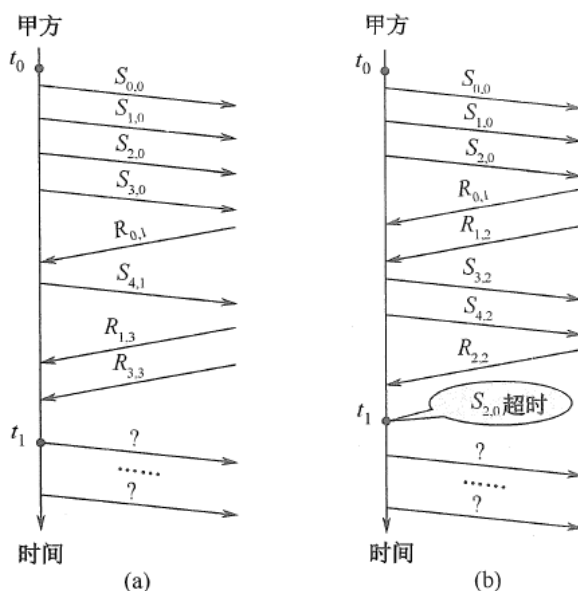 甲方
t0
S0,0
S1,0
S2,0
S3,0
R0,1
S4,1
R1,3
R3,3
t1
?
……
?
时间
(a)
甲方
t0
S0,0
S1,0
S2,0
R0,1
R1,2
S3,2
S4,2
R2,2
t1
S2,0 超时
?
……
?
时间
(b)